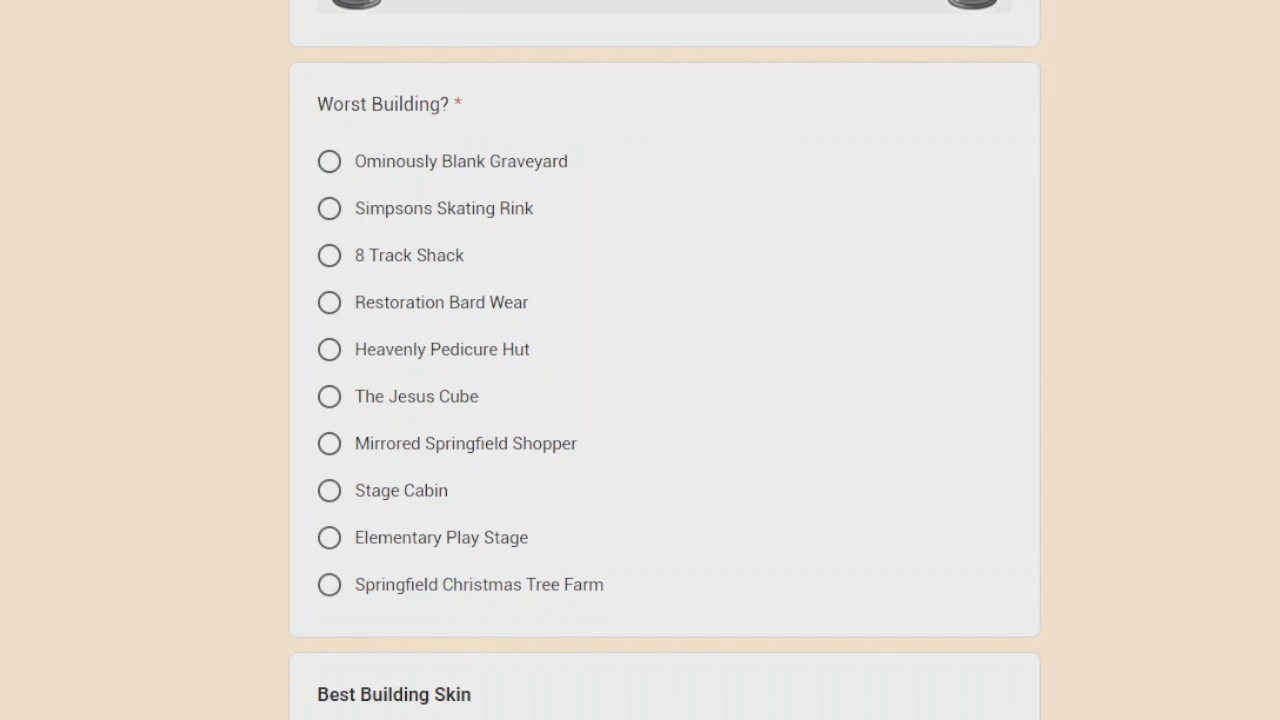 Worst Building? *
Ominously Blank Graveyard
Simpsons Skating Rink
8 Track Shack
Restoration Bard Wear
Heavenly Pedicure Hut
The Jesus Cube
Mirrored Springfield Shopper
Stage Cabin
Elementary Play Stage
Springfield Christmas Tree Farm
Best Building Skin